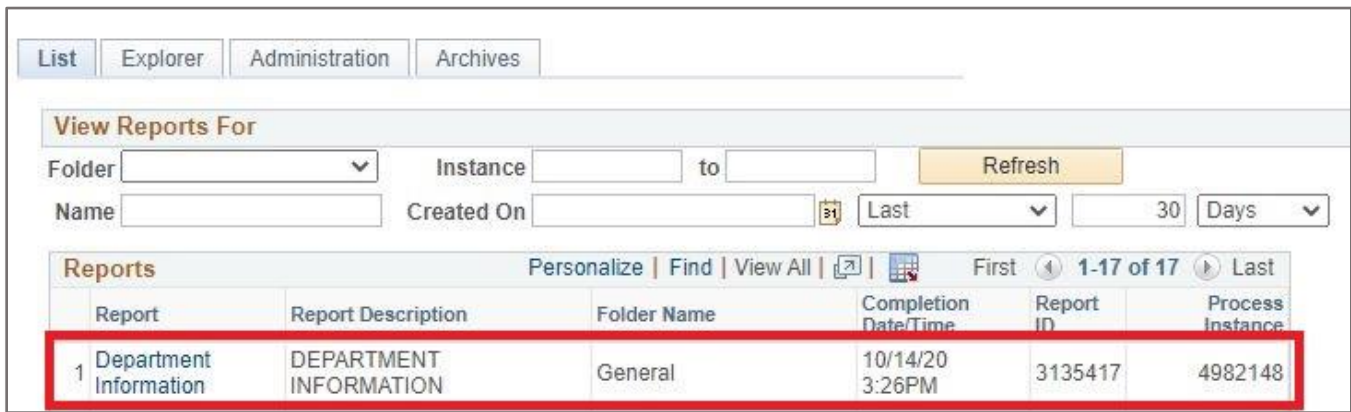 List Explorer Administration Archives
View Reports For
Folder Instance to Refresh
Name Created On 31 Last 30 Days
Reports Personalize | Find | View All | | First 1-17 of 17 Last
Report Report Description Folder Name Completion Date/Time Report ID Process Instance
1 Department Information DEPARTMENT INFORMATION General 10/14/20 3:26PM 3135417 4982148